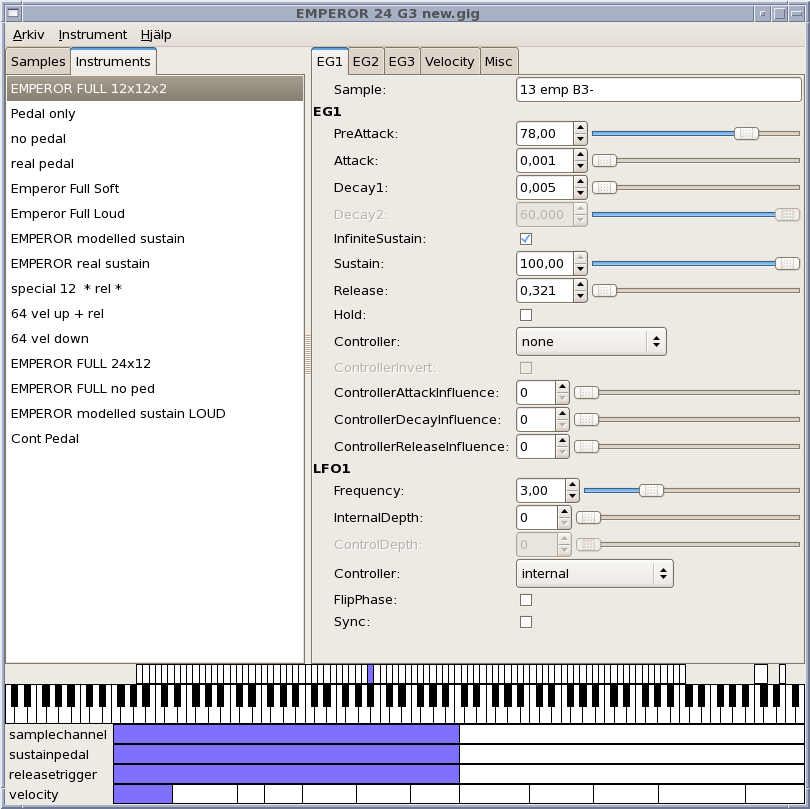 EMPEROR 24 G3 new.gig
Arkiv Instrument Hjälp
Samples Instruments
EMPEROR FULL 12x12x2
Pedal only
no pedal
real pedal
Emperor Full Soft
Emperor Full Loud
EMPEROR modelled sustain
EMPEROR real sustain
special 12 * rel *
64 vel up + rel
64 vel down
EMPEROR FULL 24x12
EMPEROR FULL no ped
EMPEROR modelled sustain LOUD
Cont Pedal
EG1 EG2 EG3 Velocity Misc
Sample: 13 emp B3-
EG1
PreAttack: 78,00
Attack: 0,001
Decay1: 0,005
Decay2: 60,000
InfiniteSustain:
Sustain: 100,00
Release: 0,321
Hold:
Controller: none
ControllerInvert:
ControllerAttackInfluence: 0
ControllerDecayInfluence: 0
ControllerReleaseInfluence: 0
LFO1
Frequency: 3,00
InternalDepth: 0
ControlDepth: 0
Controller: internal
FlipPhase:
Sync:
samplechannel
sustainpedal
releasetrigger
velocity